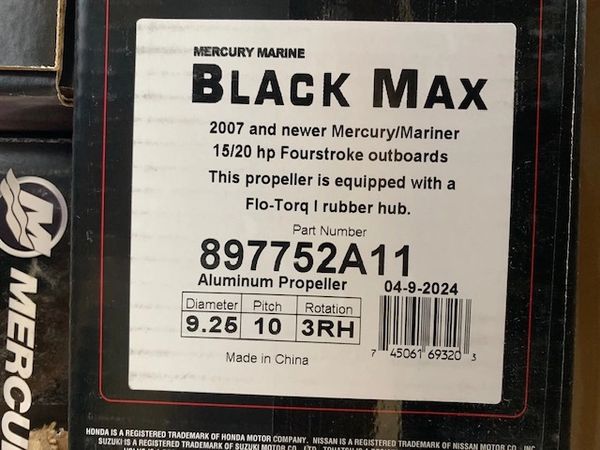 MERCURY MARINE
BLACK MAX
2007 and newer Mercury/Mariner
15/20 hp Fourstroke outboards
This propeller is equipped with a
Flo-Torq I rubber hub.
Part Number
897752A11
Aluminum Propeller
04-9-2024
Diameter Pitch Rotation
9.25 10 3RH
Made in China
7 45061 69320 3
MERCU
HONDA IS A REGISTERED TRADEMARK OF HONDA MOTOR COMPANY. NISSAN IS A REGISTERED TRADEMARK OF NISSAN MOTOR CO., INC
SUZUKI IS A REGISTERED TRADEMARK OF SUZUKI MOTOR CO., LTD.